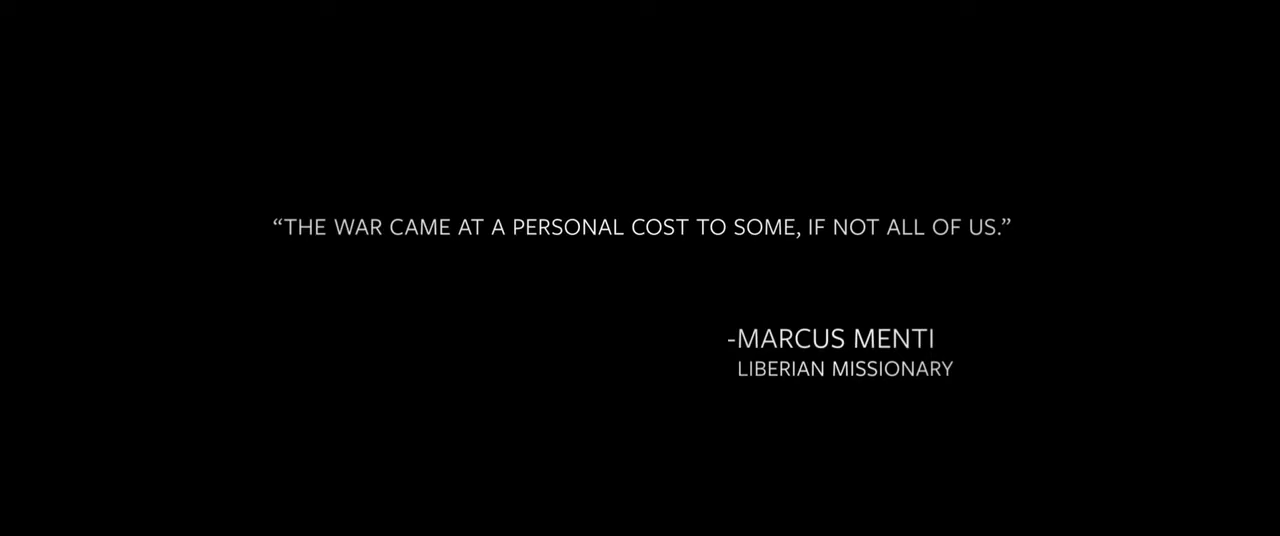 “THE WAR CAME AT A PERSONAL COST TO SOME, IF NOT ALL OF US.”
-MARCUS MENTI
LIBERIAN MISSIONARY